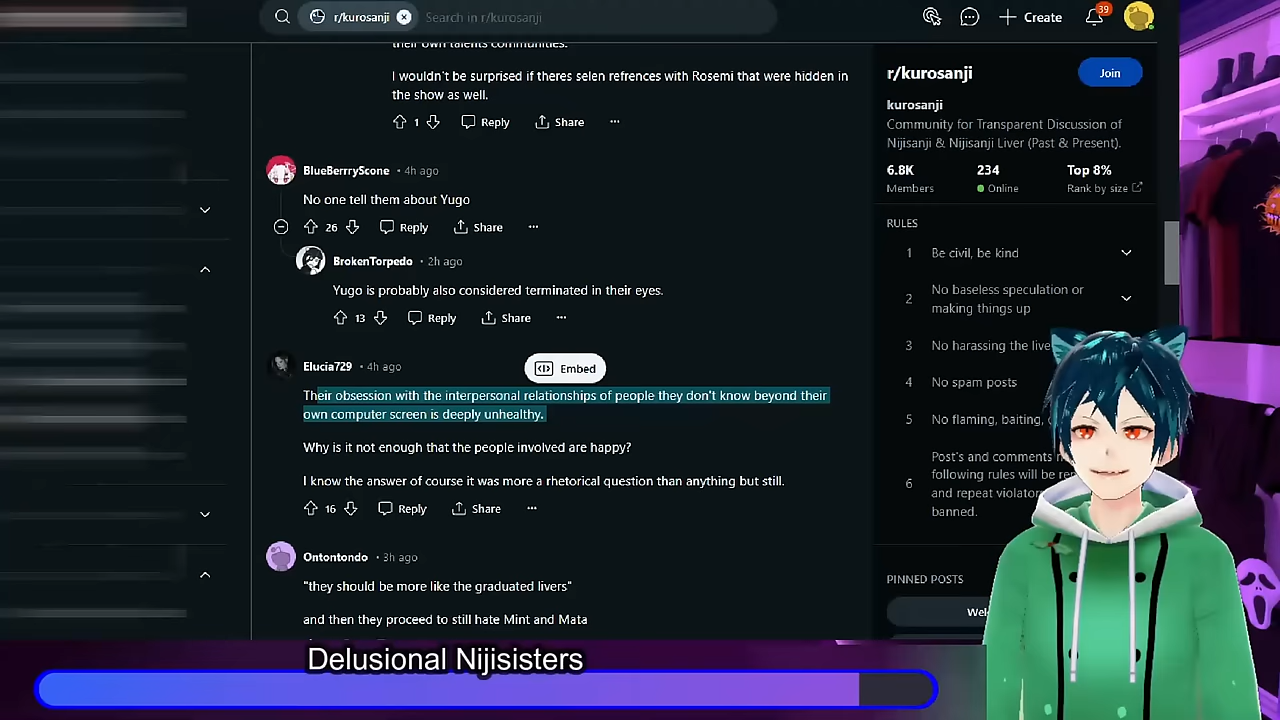 r/kurosanji
Search in r/kurosanji
Create
39
their own talents communities.
I wouldn't be surprised if theres selen refrences with Rosemi that were hidden in
the show as well.
1
Reply
Share
BlueBerrryScone • 4h ago
No one tell them about Yugo
26
Reply
Share
BrokenTorpedo • 2h ago
Yugo is probably also considered terminated in their eyes.
13
Reply
Share
Elucia729 • 4h ago
Embed
Their obsession with the interpersonal relationships of people they don't know beyond their
own computer screen is deeply unhealthy.
Why is it not enough that the people involved are happy?
I know the answer of course it was more a rhetorical question than anything but still.
16
Reply
Share
Ontontondo • 3h ago
"they should be more like the graduated livers"
and then they proceed to still hate Mint and Mata
r/kurosanji
Join
kurosanji
Community for Transparent Discussion of
Nijisanji & Nijisanji Liver (Past & Present).
6.8K
234
Top 8%
Members
Online
Rank by size
RULES
1
Be civil, be kind
2
No baseless speculation or
making things up
3
No harassing the
4
No spam posts
5
No flaming, baiting,
6
Post's and comments
following rules will be
and repeat
banned.
PINNED POSTS
Delusional Nijisisters